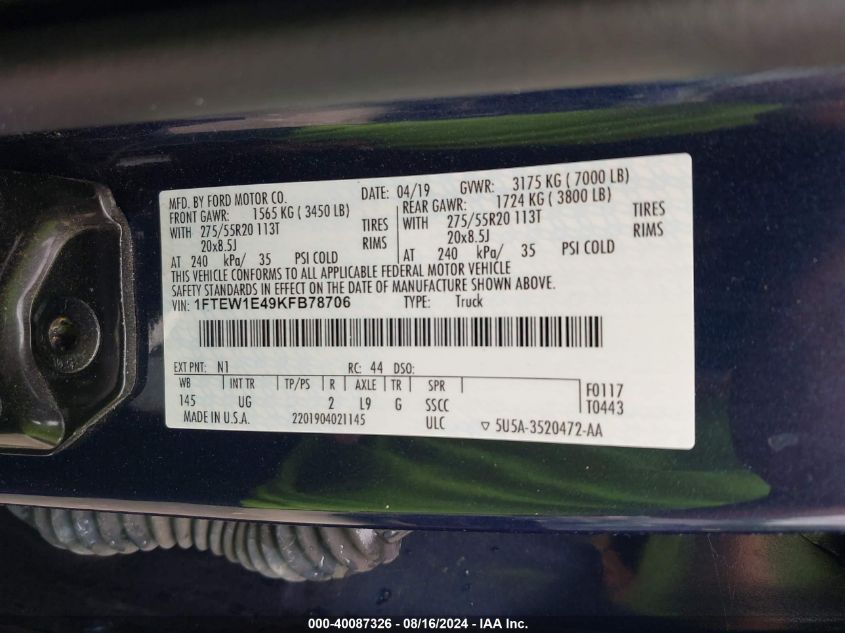 MFD. BY FORD MOTOR CO. DATE: 04/19 GVWR: 3175 KG ( 7000 LB)
FRONT GAWR: 1565 KG ( 3450 LB) REAR GAWR: 1724 KG ( 3800 LB)
WITH 275/55R20 113T TIRES WITH 275/55R20 113T TIRES
20x8.5J RIMS 20x8.5J RIMS
AT 240 kPa/ 35 PSI COLD AT 240 kPa/ 35 PSI COLD
THIS VEHICLE CONFORMS TO ALL APPLICABLE FEDERAL MOTOR VEHICLE
SAFETY STANDARDS IN EFFECT ON THE DATE OF MANUFACTURE SHOWN ABOVE.
VIN: 1FTEW1E49KFB78706 TYPE: Truck
EXT PNT: N1 RC: 44 DSO:
WB INT TR TP/PS R AXLE TR SPR F0117
145 UG 2 L9 G SSCC T0443
MADE IN U.S.A. 2201904021145 ULC ▽ 5U5A-3520472-AA
000-40087326 - 08/16/2024 - IAA Inc.